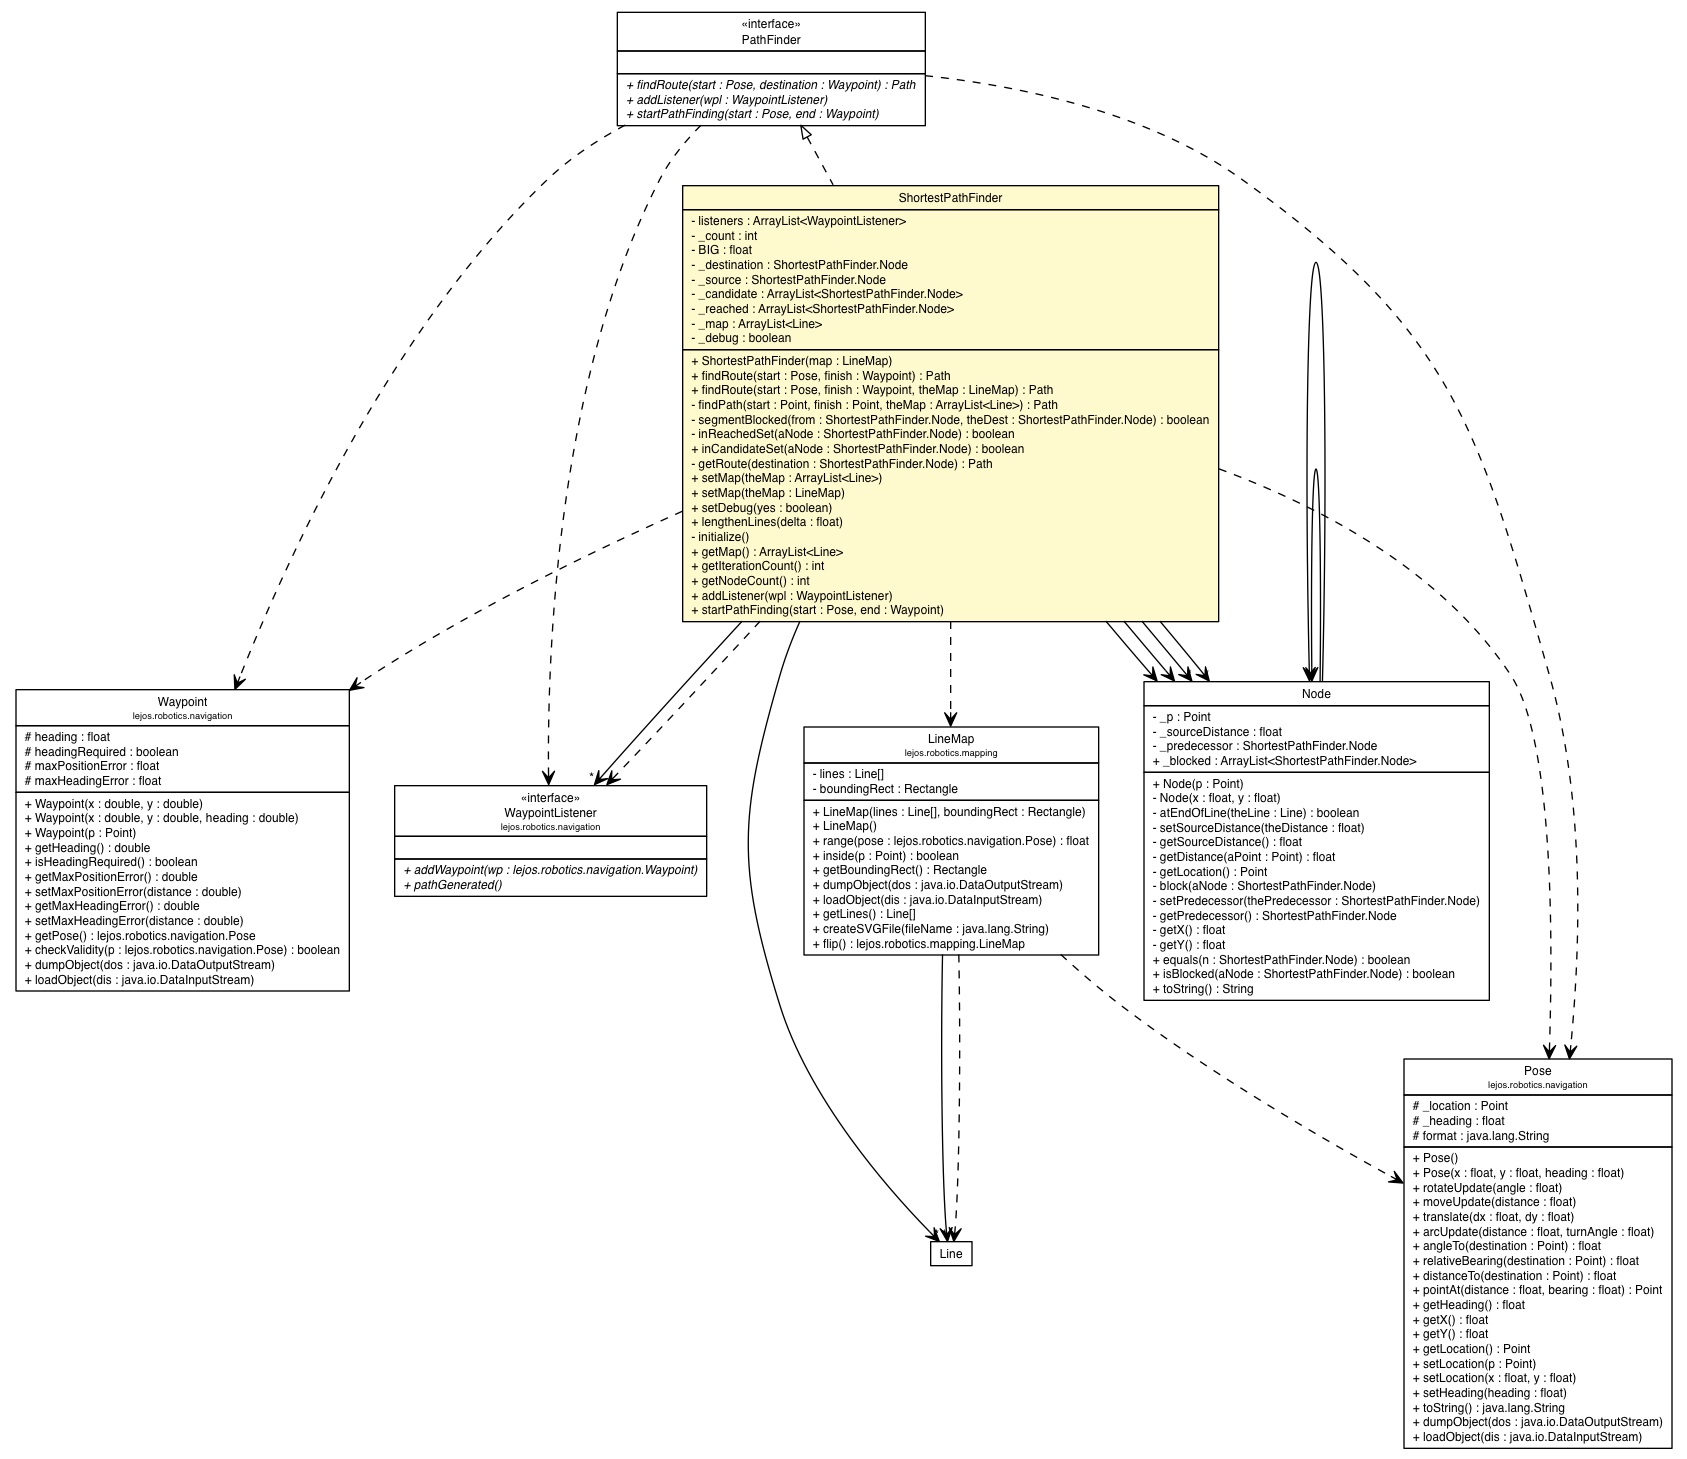 «interface»
PathFinder
+ findRoute(start : Pose, destination : Waypoint) : Path
+ addListener(wpl : WaypointListener)
+ startPathFinding(start : Pose, end : Waypoint)
ShortestPathFinder
- listeners : ArrayList<WaypointListener>
- _count : int
- BIG : float
- _destination : ShortestPathFinder.Node
- _source : ShortestPathFinder.Node
- _candidate : ArrayList<ShortestPathFinder.Node>
- _reached : ArrayList<ShortestPathFinder.Node>
- _map : ArrayList<Line>
- _debug : boolean
+ ShortestPathFinder(map : LineMap)
+ findRoute(start : Pose, finish : Waypoint) : Path
+ findRoute(start : Pose, finish : Waypoint, theMap : LineMap) : Path
- findPath(start : Point, finish : Point, theMap : ArrayList<Line>) : Path
- segmentBlocked(from : ShortestPathFinder.Node, theDest : ShortestPathFinder.Node) : boolean
- inReachedSet(aNode : ShortestPathFinder.Node) : boolean
+ inCandidateSet(aNode : ShortestPathFinder.Node) : boolean
- getRoute(destination : ShortestPathFinder.Node) : Path
+ setMap(theMap : ArrayList<Line>)
+ setMap(theMap : LineMap)
+ setDebug(yes : boolean)
+ lengthenLines(delta : float)
- initialize()
+ getMap() : ArrayList<Line>
+ getIterationCount() : int
+ getNodeCount() : int
+ addListener(wpl : WaypointListener)
+ startPathFinding(start : Pose, end : Waypoint)
Waypoint
lejos.robotics.navigation
# heading : float
# headingRequired : boolean
# maxPositionError : float
# maxHeadingError : float
+ Waypoint(x : double, y : double)
+ Waypoint(x : double, y : double, heading : double)
+ Waypoint(p : Point)
+ getHeading() : double
+ isHeadingRequired() : boolean
+ getMaxPositionError() : double
+ setMaxPositionError(distance : double)
+ getMaxHeadingError() : double
+ setMaxHeadingError(distance : double)
+ getPose() : lejos.robotics.navigation.Pose
+ checkValidity(p : lejos.robotics.navigation.Pose) : boolean
+ dumpObject(dos : java.io.DataOutputStream)
+ loadObject(dis : java.io.DataInputStream)
*
«interface»
WaypointListener
lejos.robotics.navigation
+ addWaypoint(wp : lejos.robotics.navigation.Waypoint)
+ pathGenerated()
LineMap
lejos.robotics.mapping
- lines : Line[]
- boundingRect : Rectangle
+ LineMap(lines : Line[], boundingRect : Rectangle)
+ LineMap()
+ range(pose : lejos.robotics.navigation.Pose) : float
+ inside(p : Point) : boolean
+ getBoundingRect() : Rectangle
+ dumpObject(dos : java.io.DataOutputStream)
+ loadObject(dis : java.io.DataInputStream)
+ getLines() : Line[]
+ createSVGFile(fileName : java.lang.String)
+ flip() : lejos.robotics.mapping.LineMap
Node
- _p : Point
- _sourceDistance : float
- _predecessor : ShortestPathFinder.Node
+ _blocked : ArrayList<ShortestPathFinder.Node>
+ Node(p : Point)
- Node(x : float, y : float)
- atEndOfLine(theLine : Line) : boolean
- setSourceDistance(theDistance : float)
- getSourceDistance() : float
- getDistance(aPoint : Point) : float
- getLocation() : Point
- block(aNode : ShortestPathFinder.Node)
- setPredecessor(thePredecessor : ShortestPathFinder.Node)
- getPredecessor() : ShortestPathFinder.Node
- getX() : float
- getY() : float
+ equals(n : ShortestPathFinder.Node) : boolean
+ isBlocked(aNode : ShortestPathFinder.Node) : boolean
+ toString() : String
Line
Pose
lejos.robotics.navigation
# _location : Point
# _heading : float
# format : java.lang.String
+ Pose()
+ Pose(x : float, y : float, heading : float)
+ rotateUpdate(angle : float)
+ moveUpdate(distance : float)
+ translate(dx : float, dy : float)
+ arcUpdate(distance : float, turnAngle : float)
+ angleTo(destination : Point) : float
+ relativeBearing(destination : Point) : float
+ distanceTo(destination : Point) : float
+ pointAt(distance : float, bearing : float) : Point
+ getHeading() : float
+ getX() : float
+ getY() : float
+ getLocation() : Point
+ setLocation(p : Point)
+ setLocation(x : float, y : float)
+ setHeading(heading : float)
+ toString() : java.lang.String
+ dumpObject(dos : java.io.DataOutputStream)
+ loadObject(dis : java.io.DataInputStream)